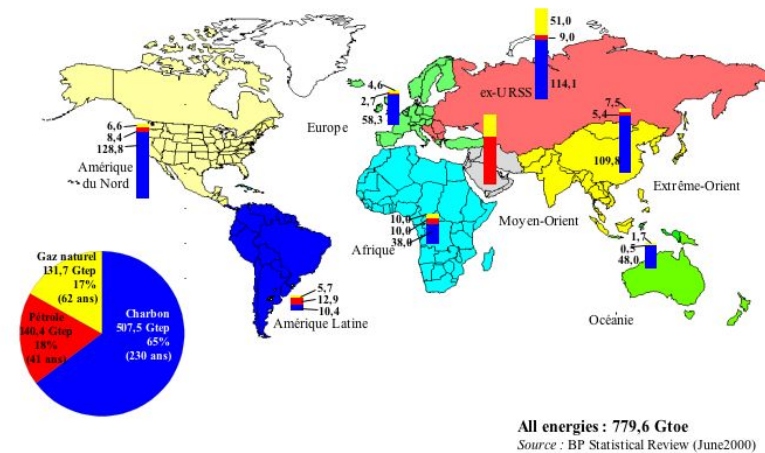 51,0
9,0
114,1
ex-URSS
4,6
2,7
58,3
Europe
7,5
5,4
109,8
Extrême-Orient
6,6
8,4
128,8
Amérique
du Nord
Moyen-Orient
10,0
10,0
38,0
Afrique
1,7
0,5
48,0
Océanie
5,7
12,9
10,4
Amérique Latine
Gaz naturel
131,7 Gtep
17%
(62 ans)
Pétrole
140,4 Gtep
18%
(41 ans)
Charbon
507,5 Gtep
65%
(230 ans)
All energies : 779,6 Gtoe
Source : BP Statistical Review (June2000)